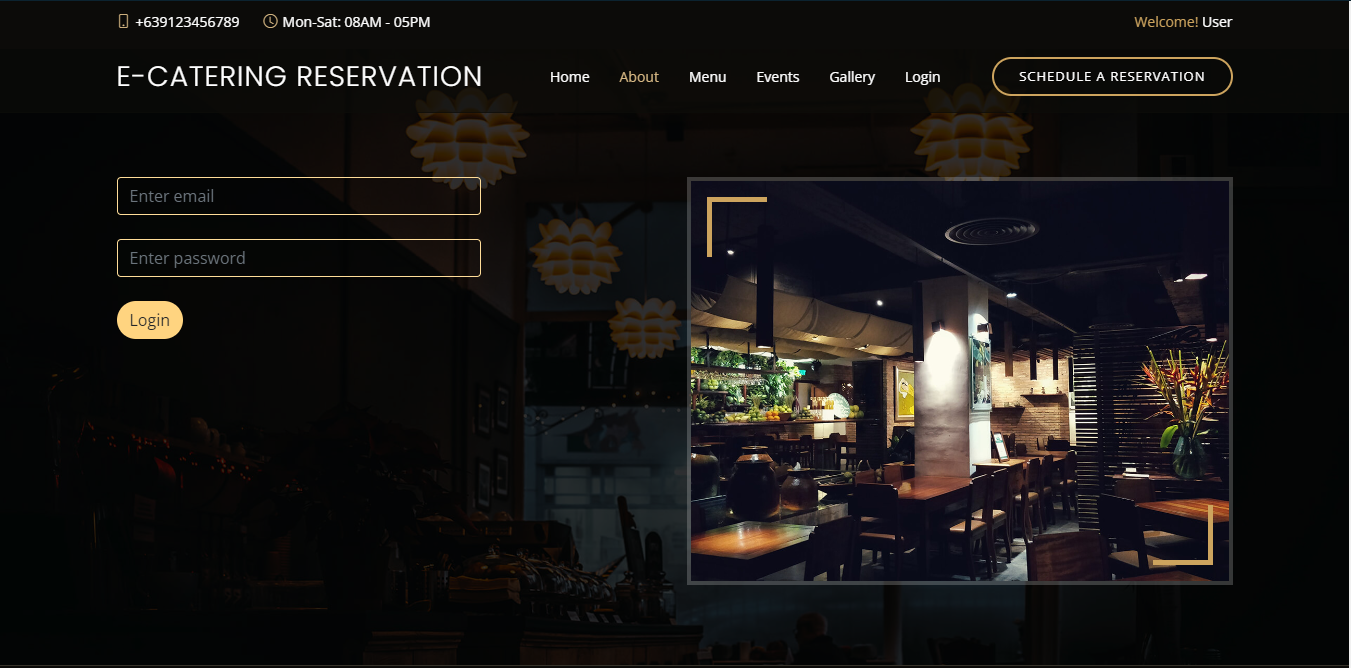 +639123456789 Mon-Sat: 08AM - 05PM Welcome! User
E-CATERING RESERVATION Home About Menu Events Gallery Login SCHEDULE A RESERVATION
Enter email
Enter password
Login